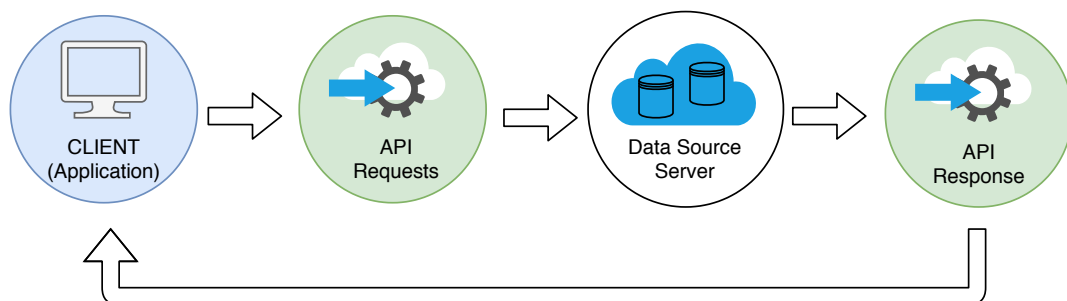 CLIENT
(Application)
API
Requests
Data Source
Server
API
Response